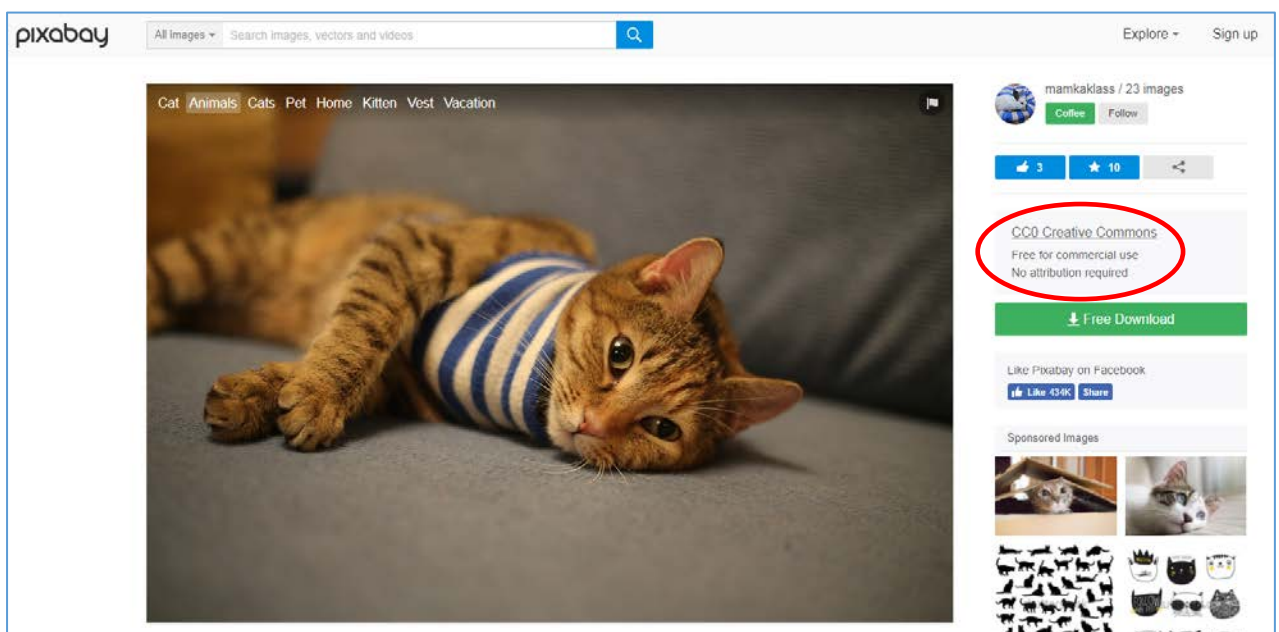 pixabay
All images Search images, vectors and videos
Explore Sign up
Cat Animals Cats Pet Home Kitten Vest Vacation
mamkaklass / 23 images
Coffee Follow
3 10
CC0 Creative Commons
Free for commercial use
No attribution required
Free Download
Like Pixabay on Facebook
Like 434K Share
Sponsored Images